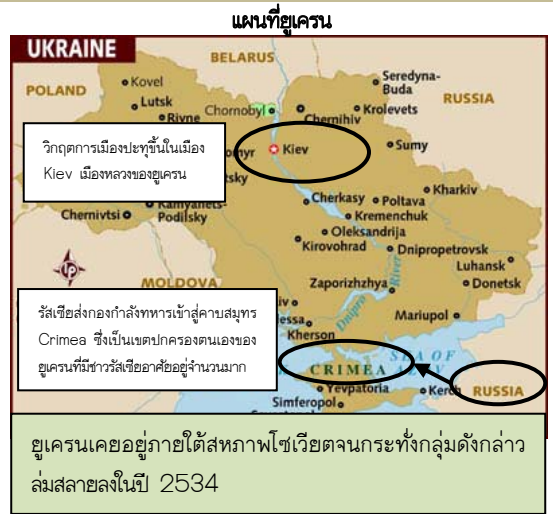 แผนที่ยูเครน
UKRAINE
BELARUS
POLAND
RUSSIA
Kovel
Lutsk
Rivne
Chornobyl
Chernihiv
Seredyna-
Buda
Krolevets
วิกฤตการเมืองปะทุขึ้นในเมือง
Kiev เมืองหลวงของยูเครน
Kiev
Sumy
Kharkiv
Cherkasy
Poltava
Kremenchuk
Kamyanets-
Podilsky
Chernivtsi
Oleksandrija
Kirovohrad
Dnipropetrovsk
Luhansk
Donetsk
MOLDOVA
Zaporizhzhya
Dnipro
River
Mariupol
รัสเซียส่งกองกำลังทหารเข้าสู่คาบสมุทร
Crimea ซึ่งเป็นเขตปกครองตนเองของ
ยูเครนที่มีชาวรัสเซียอาศัยอยู่จำนวนมาก
Kherson
SEA OF
CRIMEA
Yevpatoria
Kerch
RUSSIA
Simferopol
ยูเครนเคยอยู่ภายใต้สหภาพโซเวียตจนกระทั่งกลุ่มดังกล่าว
ล่มสลายลงในปี 2534